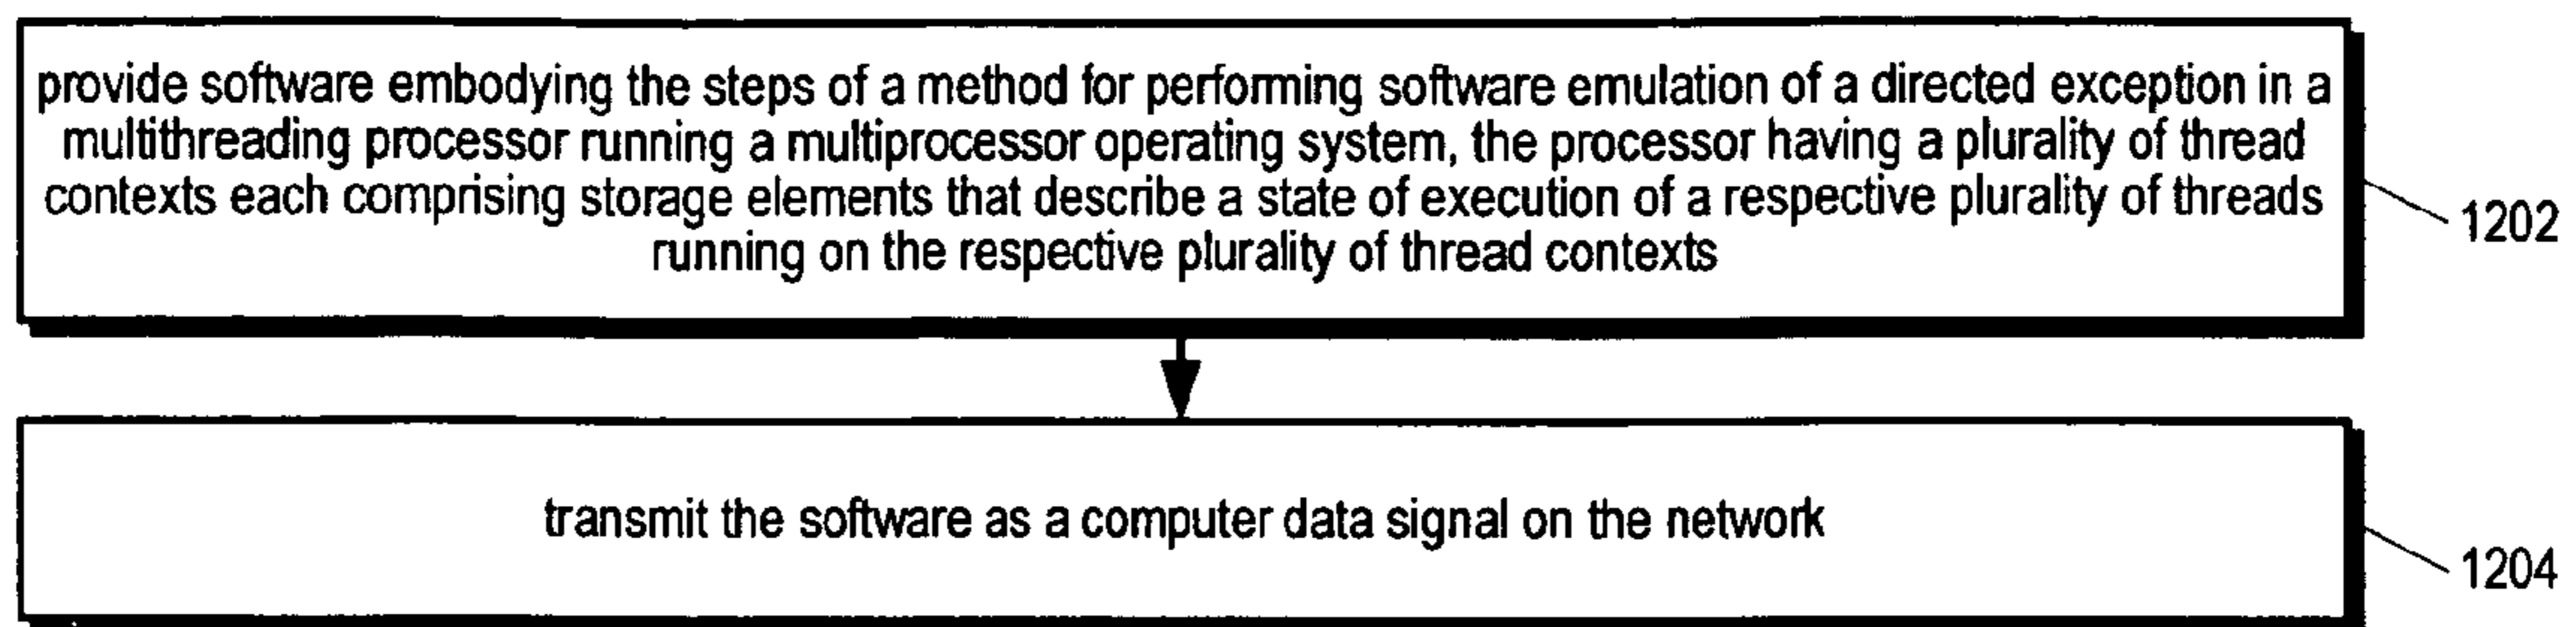 provide software embodying the steps of a method for performing software emulation of a directed exception in a
multithreading processor running a multiprocessor operating system, the processor having a plurality of thread
contexts each comprising storage elements that describe a state of execution of a respective plurality of threads
running on the respective plurality of thread contexts
1202
transmit the software as a computer data signal on the network
1204